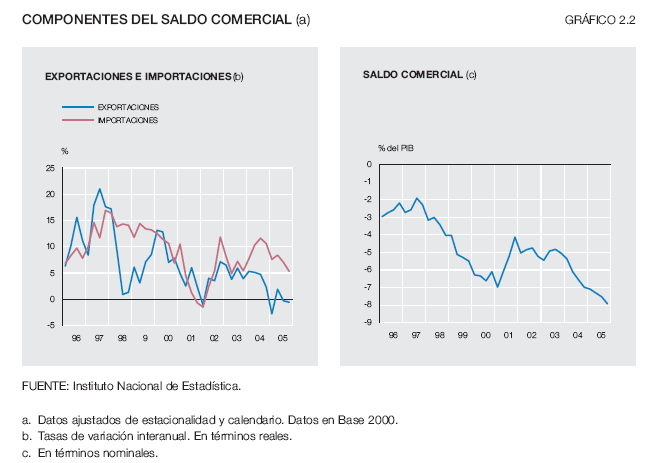 COMPONENTES DEL SALDO COMERCIAL (a)
GRÁFICO 2.2
EXPORTACIONES E IMPORTACIONES(b)
EXPORTACIONES
IMPORTACIONES
%
25
20
15
10
5
0
-5
96 97 98 9 00 01 02 03 04 05
SALDO COMERCIAL (c)
% del PIB
0
-1
-2
-3
-4
-5
-6
-7
-8
-9
96 97 98 99 00 01 02 03 04 05
FUENTE: Instituto Nacional de Estadística.
a. Datos ajustados de estacionalidad y calendario. Datos en Base 2000.
b. Tasas de variación interanual. En términos reales.
c. En términos nominales.